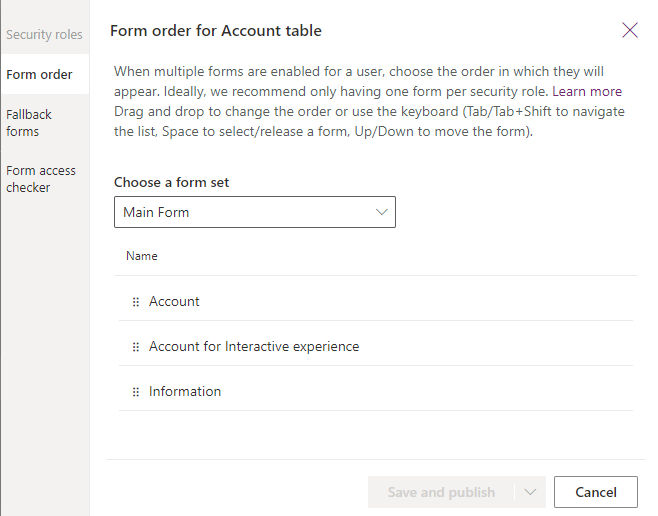 Security roles
Form order
Fallback
forms
Form access
checker
Form order for Account table
When multiple forms are enabled for a user, choose the order in which they will
appear. Ideally, we recommend only having one form per security role. Learn more
Drag and drop to change the order or use the keyboard (Tab/Tab+Shift to navigate
the list, Space to select/release a form, Up/Down to move the form).
Choose a form set
Main Form
Name
Account
Account for Interactive experience
Information
Save and publish
Cancel